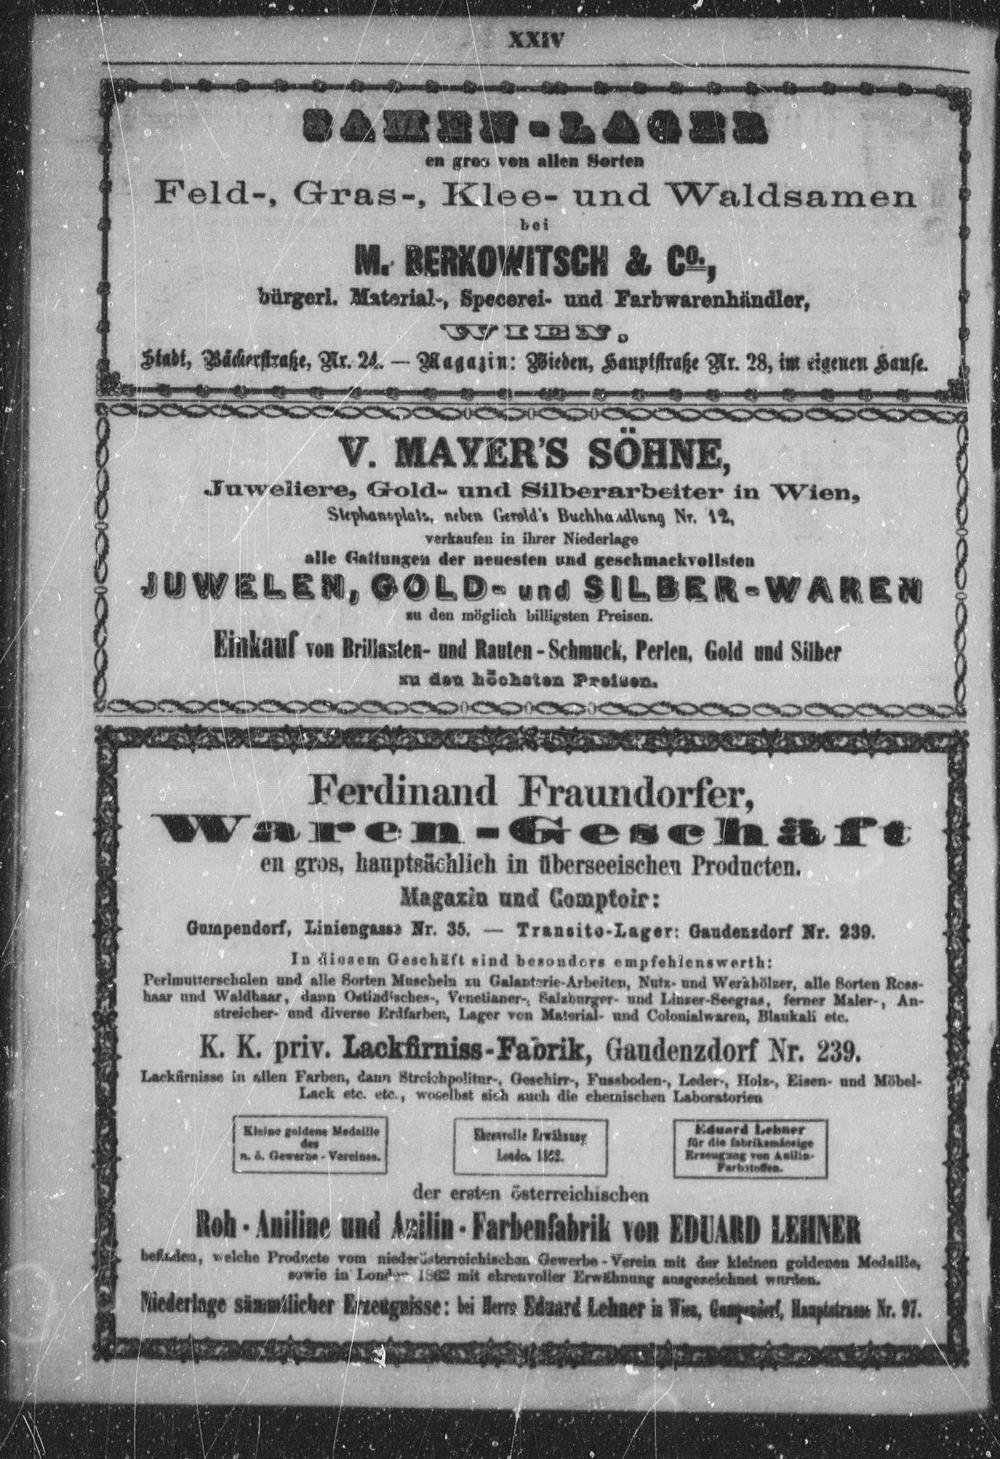 XXIV
SAMEN-LAGER
en gros von allen Sorten
Feld-, Gras-, Klee- und Waldsamen
bei
M. BERKOWITSCH & Co.,
bürgerl. Material-, Specerei- und Farbwarenhändler,
WIEN,
Stadt, Bäckerstraße, Nr. 24. — Magazin: Wieden, Hauptstraße Nr. 28, im eigenen Hause.
V. MAYER'S SÖHNE,
Juweliere, Gold- und Silberarbeiter in Wien,
Stephansplatz, neben Gerold's Buchhandlung Nr. 12,
verkaufen in ihrer Niederlage
alle Gattungen der neuesten und geschmackvollsten
JUWELEN, GOLD- und SILBER-WAREN
zu den möglich billigsten Preisen.
Einkauf von Brillanten- und Rauten-Schmuck, Perlen, Gold und Silber
zu den höchsten Preisen.
Ferdinand Fraundorfer,
Waren-Geschäft
en gros, hauptsächlich in überseeischen Producten.
Magazin und Comptoir:
Gumpendorf, Liniengasse Nr. 35. — Transito-Lager: Gaudenzdorf Nr. 239.
In diesem Geschäft sind besonders empfehlenswerth:
Perlmutterschalen und alle Sorten Muscheln zu Galanterie-Arbeiten, Nutz- und Werkhölzer, alle Sorten Ross-
haar und Waldhaar, dann Ostindisches-, Venetianer-, Salzburger- und Linzer-Seegras, ferner Maler-, An-
streicher- und diverse Erdfarben, Lager von Material- und Colonialwaren, Blaukali etc.
K. K. priv. Lackfirniss-Fabrik, Gaudenzdorf Nr. 239.
Lackfirnisse in allen Farben, dann Streichpolitur-, Geschirr-, Fussboden-, Leder-, Holz-, Eisen- und Möbel-
Lack etc. etc., woselbst sich auch die chemischen Laboratorien
Kleine goldene Medaille
des
n. ö. Gewerbe-Vereines.
Ehrenvolle Erwähnung
London 1862.
Eduard Lehner
für die fabriksmässige
Erzeugung von Anilin-
Farbstoffen.
der ersten österreichischen
Roh-Aniline und Anilin-Farbenfabrik von EDUARD LEHNER
befinden, welche Producte vom niederösterreichischen Gewerbe-Verein mit der kleinen goldenen Medaille,
sowie in London 1862 mit ehrenvoller Erwähnung ausgezeichnet wurden.
Niederlage sämmtlicher Erzeugnisse: bei Herrn Eduard Lehner in Wien, Gumpendorf, Hauptstrasse Nr. 97.